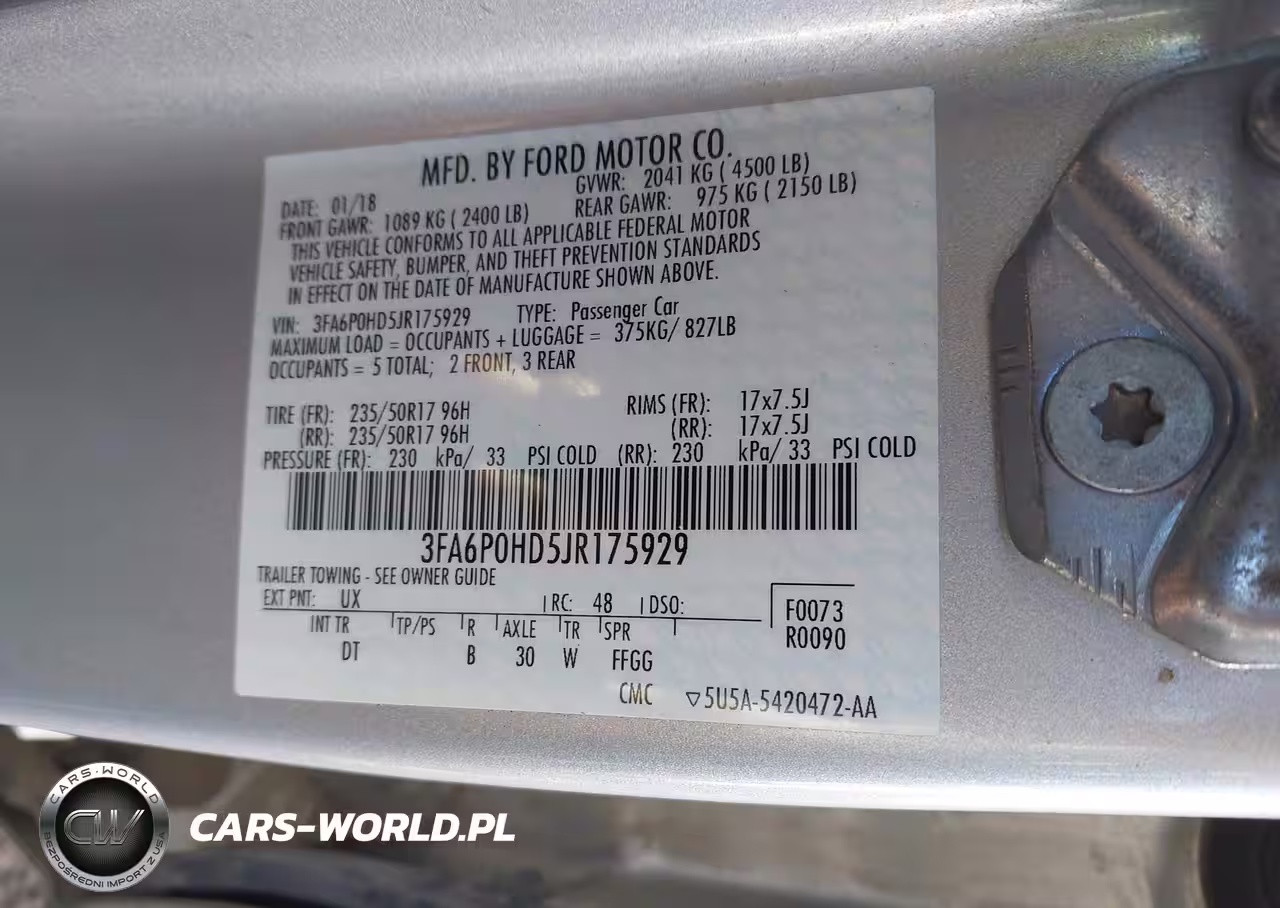 MFD. BY FORD MOTOR CO.
DATE: 01/18 GVWR: 2041 KG ( 4500 LB)
FRONT GAWR: 1089 KG ( 2400 LB) REAR GAWR: 975 KG ( 2150 LB)
THIS VEHICLE CONFORMS TO ALL APPLICABLE FEDERAL MOTOR
VEHICLE SAFETY, BUMPER, AND THEFT PREVENTION STANDARDS
IN EFFECT ON THE DATE OF MANUFACTURE SHOWN ABOVE.
VIN: 3FA6P0HD5JR175929 TYPE: Passenger Car
MAXIMUM LOAD = OCCUPANTS + LUGGAGE = 375KG/ 827LB
OCCUPANTS = 5 TOTAL; 2 FRONT, 3 REAR
TIRE (FR): 235/50R17 96H RIMS (FR): 17x7.5J
(RR): 235/50R17 96H (RR): 17x7.5J
PRESSURE (FR): 230 kPa/ 33 PSI COLD (RR): 230 kPa/ 33 PSI COLD
3FA6P0HD5JR175929
TRAILER TOWING - SEE OWNER GUIDE
EXT PNT: UX RC: 48 DSO: F0073
INT TR TP/PS R AXLE TR SPR R0090
DT B 30 W FFGG
CMC ▽5U5A-5420472-AA
CARS-WORLD
CW
BEZPOŚREDNI IMPORT Z USA
CARS-WORLD.PL